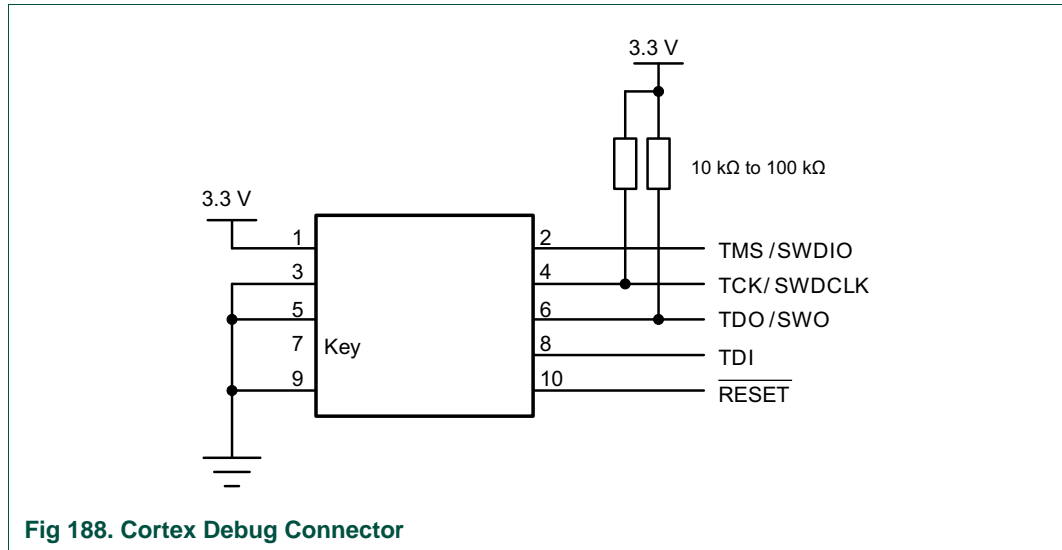 3.3 V
10 kΩ to 100 kΩ
3.3 V
1
2
TMS /SWDIO
3
4
TCK/ SWDCLK
5
6
TDO /SWO
7
Key
8
TDI
9
10
RESET
Fig 188. Cortex Debug Connector